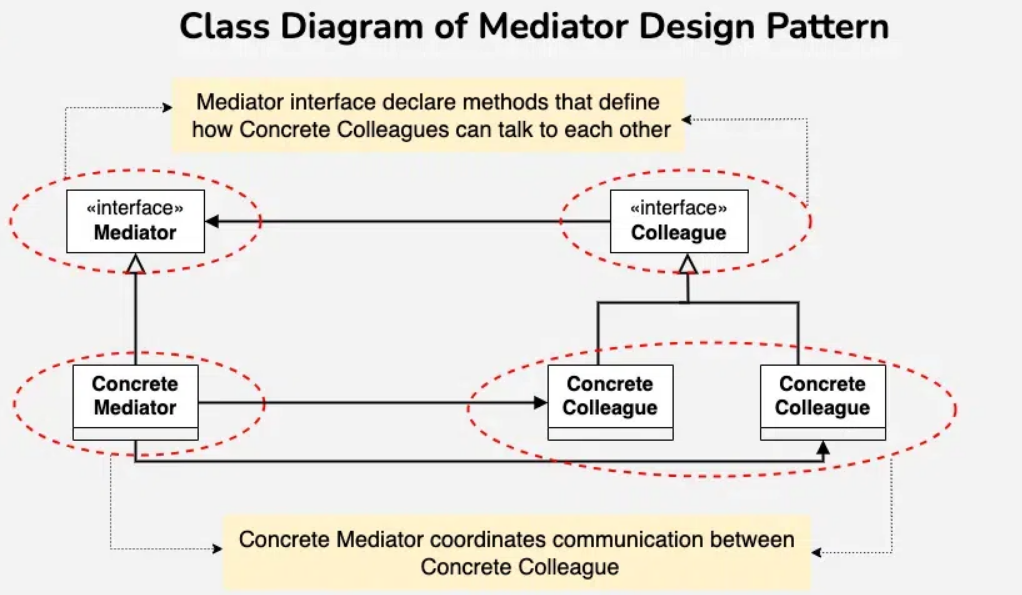 Class Diagram of Mediator Design Pattern
Mediator interface declare methods that define
how Concrete Colleagues can talk to each other
«interface»
Mediator
«interface»
Colleague
Concrete
Mediator
Concrete
Colleague
Concrete
Colleague
Concrete Mediator coordinates communication between
Concrete Colleague